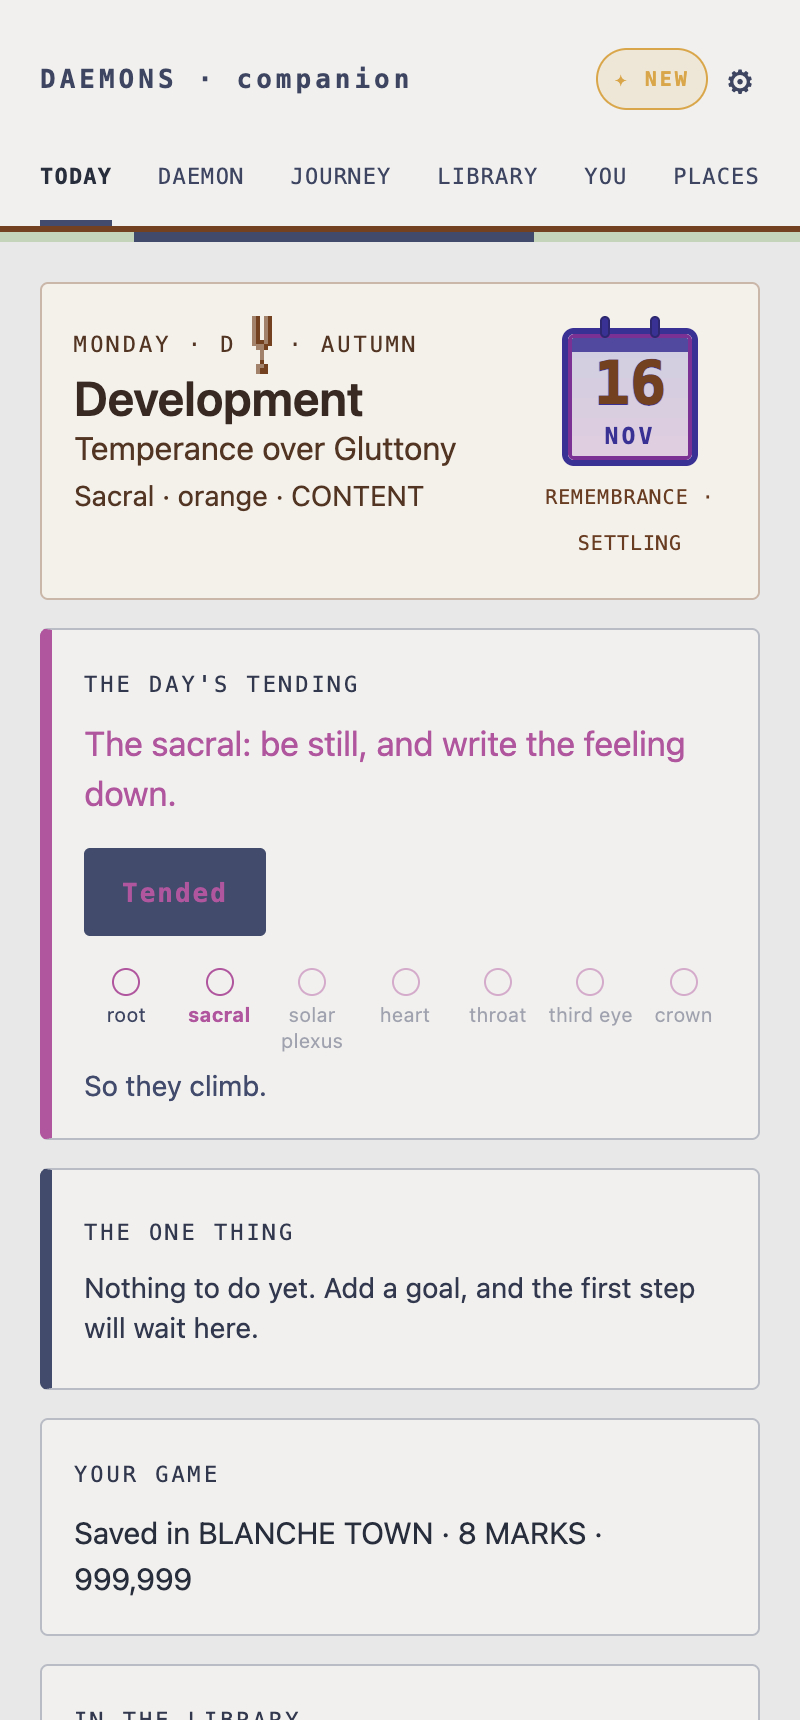 DAEMONS · companion
✦ NEW
TODAY DAEMON JOURNEY LIBRARY YOU PLACES
MONDAY · D · AUTUMN
Development
Temperance over Gluttony
Sacral · orange · CONTENT
16
NOV
REMEMBRANCE ·
SETTLING
THE DAY'S TENDING
The sacral: be still, and write the feeling
down.
Tended
root sacral solar plexus heart throat third eye crown
So they climb.
THE ONE THING
Nothing to do yet. Add a goal, and the first step
will wait here.
YOUR GAME
Saved in BLANCHE TOWN · 8 MARKS ·
999,999
IN THE LIBRARY